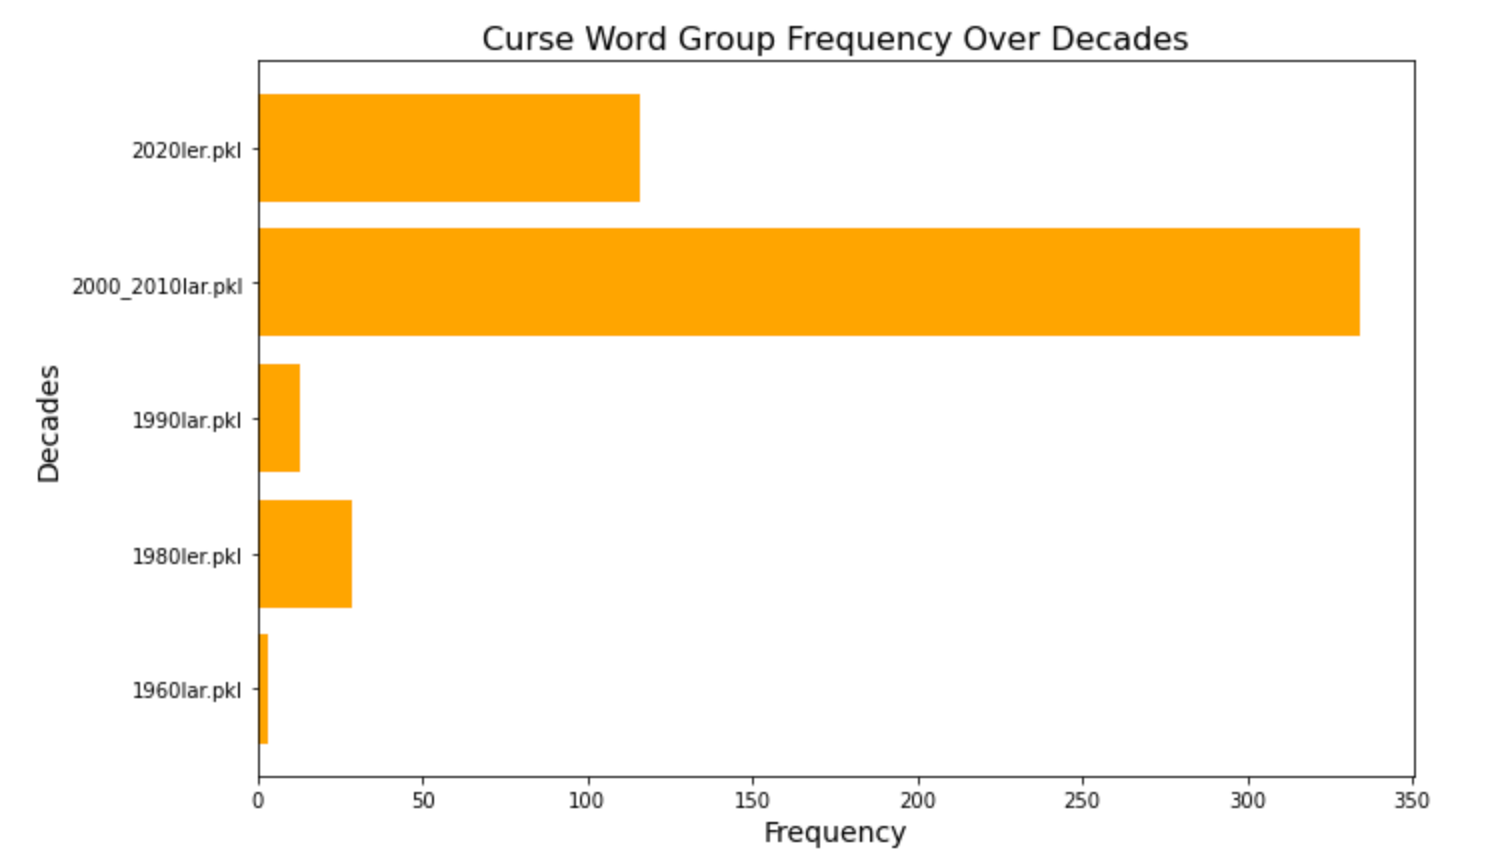 Curse Word Group Frequency Over Decades
2020ler.pkl
2000_2010lar.pkl
1990lar.pkl
1980ler.pkl
1960lar.pkl
Decades
0 50 100 150 200 250 300 350
Frequency